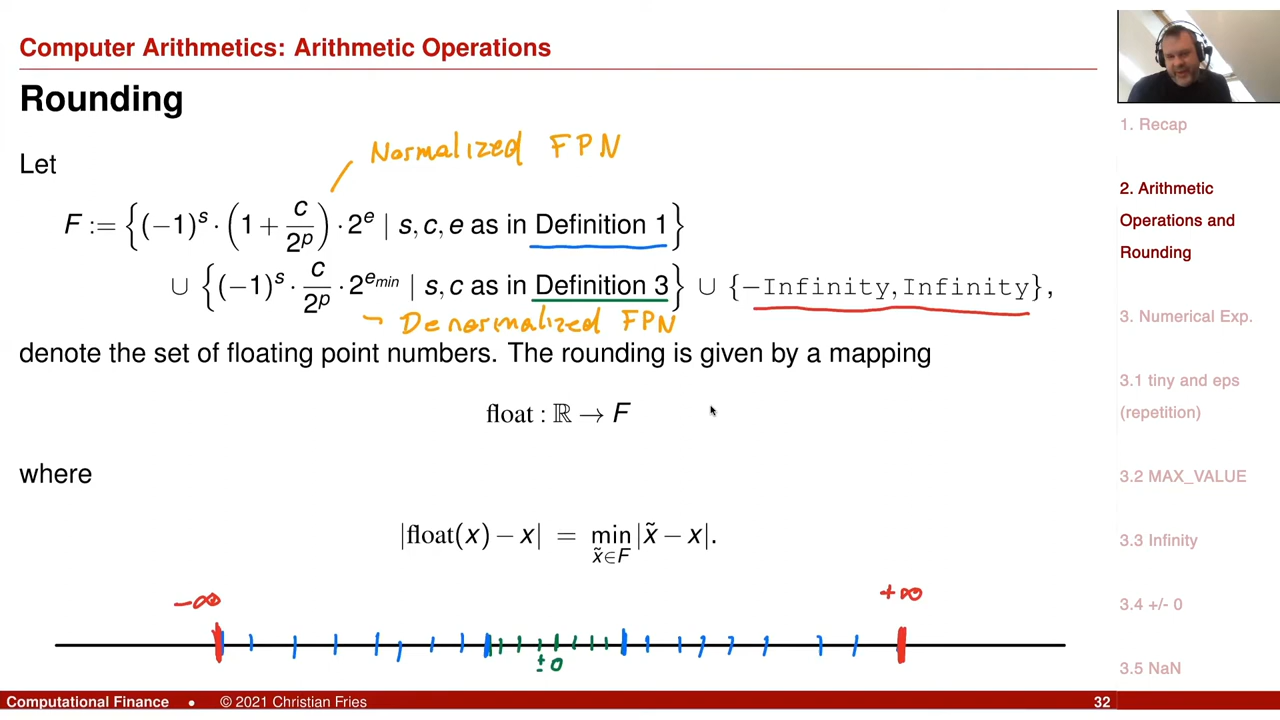 Computer Arithmetics: Arithmetic Operations
Rounding
Normalized FPN
Let
F := {(−1)^s · (1 + c/2^p) · 2^e | s, c, e as in Definition 1}
∪ {(−1)^s · c/2^p · 2^{e_min} | s, c as in Definition 3} ∪ {−Infinity, Infinity},
Denormalized FPN
denote the set of floating point numbers. The rounding is given by a mapping
float : ℝ → F
where
|float(x) − x| = min_{x̃∈F} |x̃ − x|.
−∞ +∞
±0
1. Recap
2. Arithmetic
Operations and
Rounding
3. Numerical Exp.
3.1 tiny and eps
(repetition)
3.2 MAX_VALUE
3.3 Infinity
3.4 +/- 0
3.5 NaN
Computational Finance • © 2021 Christian Fries 32